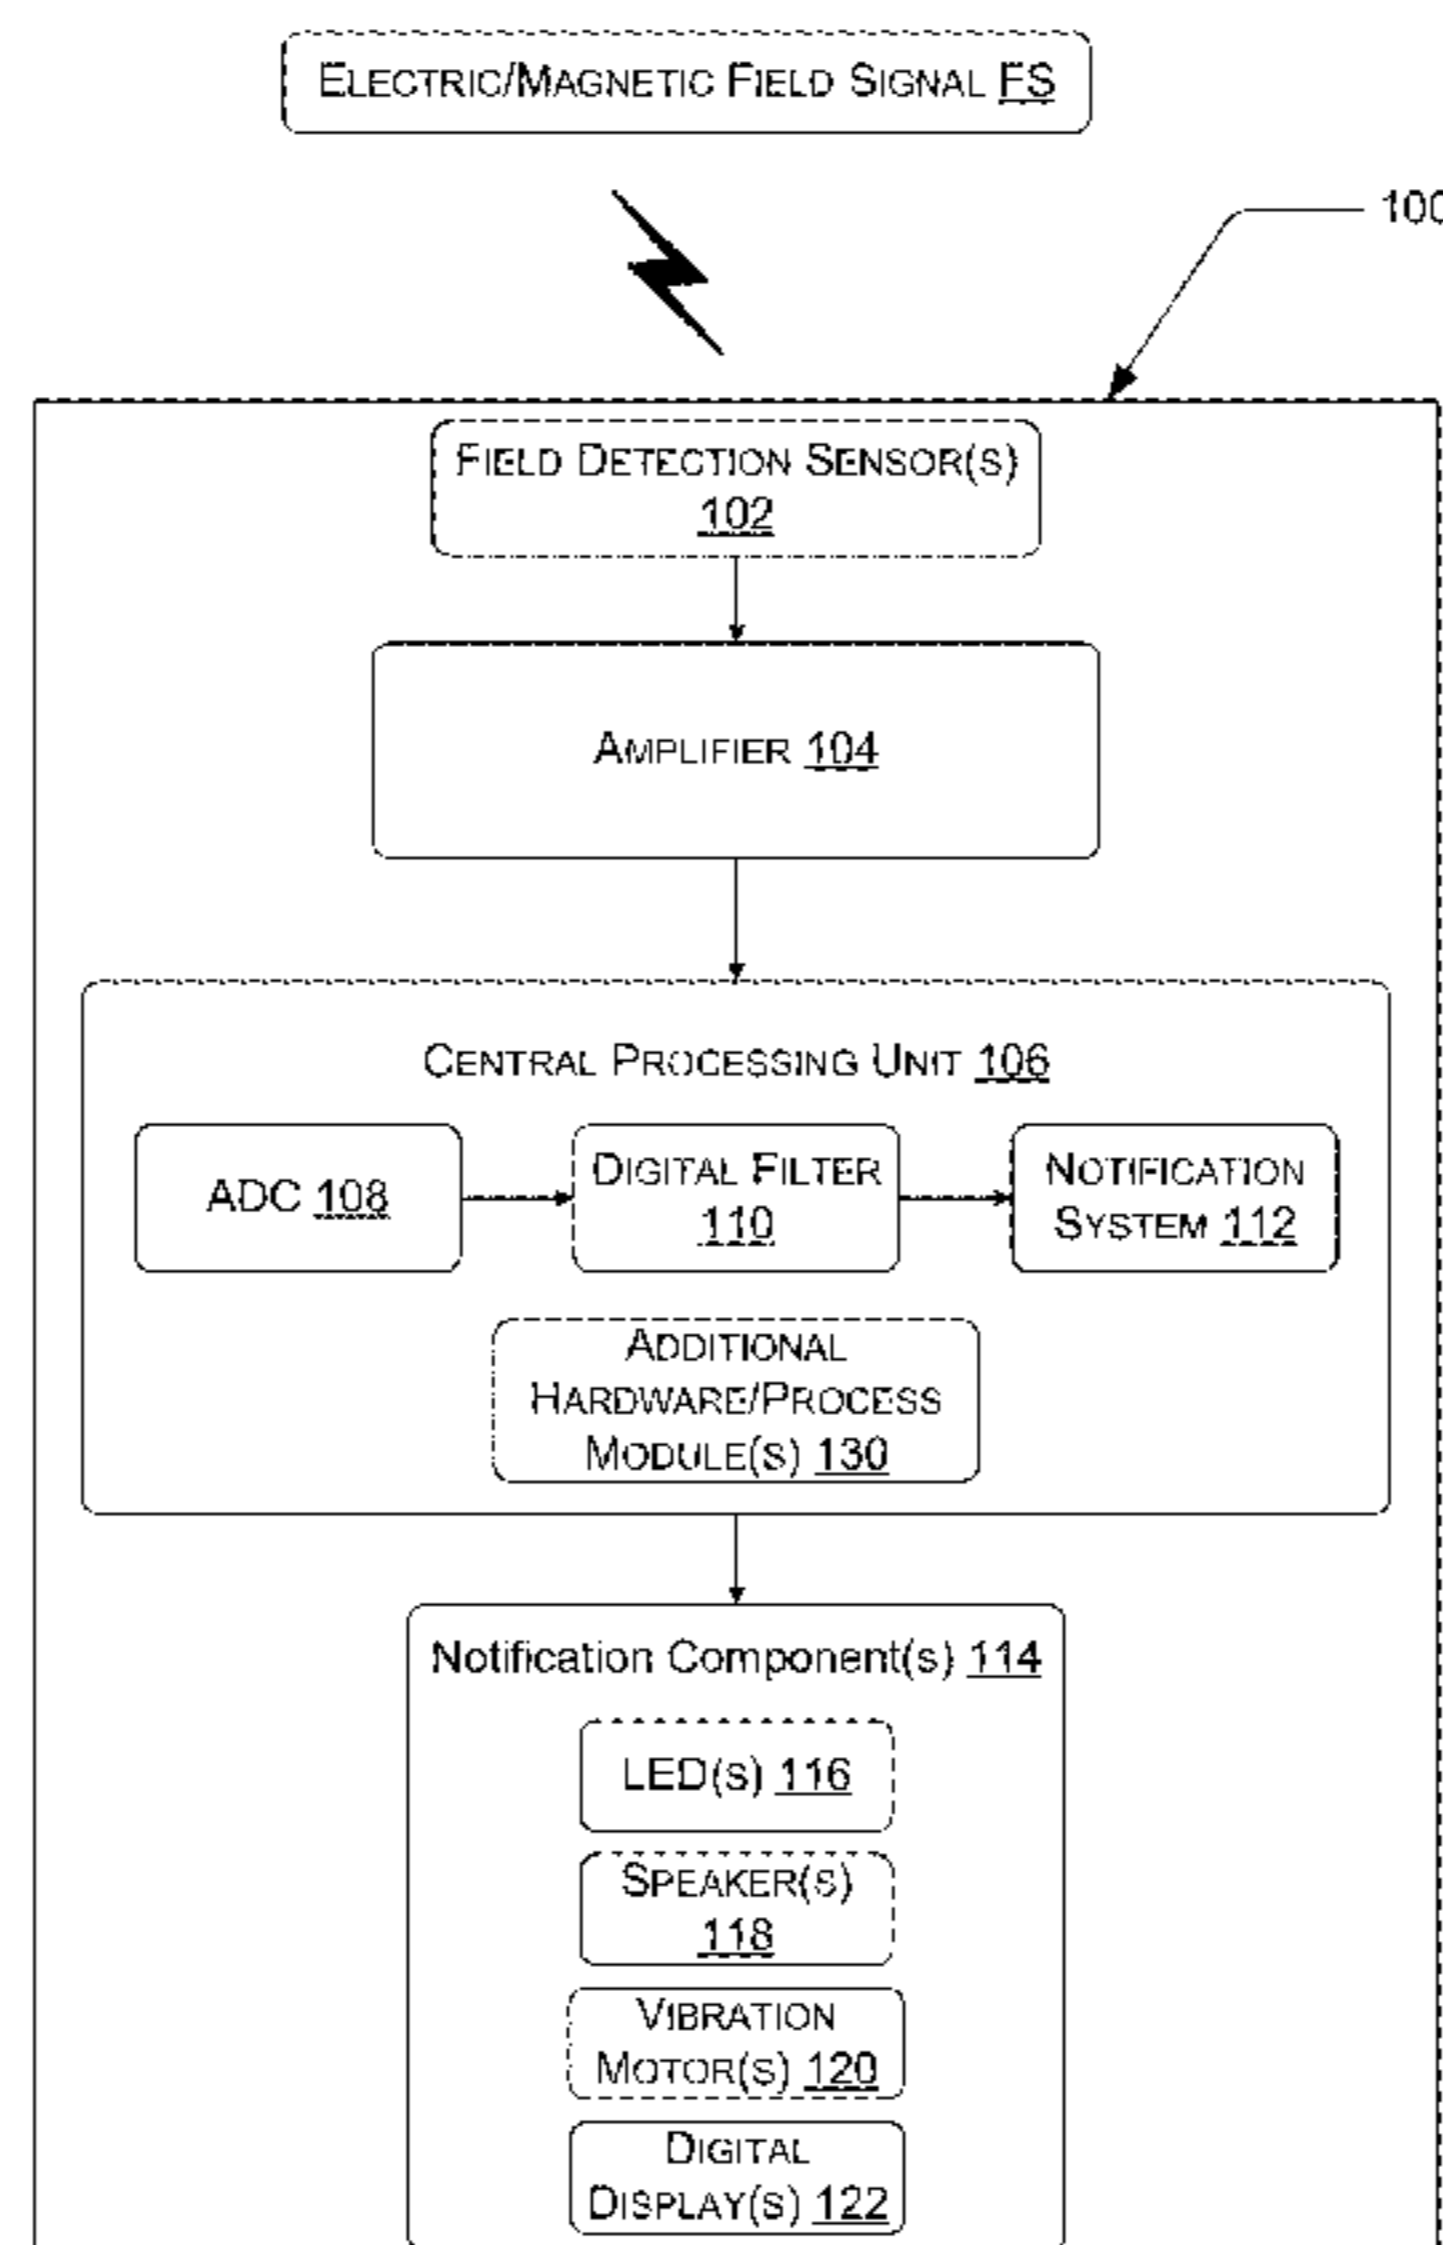 ELECTRIC/MAGNETIC FIELD SIGNAL FS
100
FIELD DETECTION SENSOR(S)
102
AMPLIFIER 104
CENTRAL PROCESSING UNIT 106
ADC 108
DIGITAL FILTER
110
NOTIFICATION
SYSTEM 112
ADDITIONAL
HARDWARE/PROCESS
MODULE(S) 130
Notification Component(s) 114
LED(S) 116
SPEAKER(S)
118
VIBRATION
MOTOR(S) 120
DIGITAL
DISPLAY(S) 122